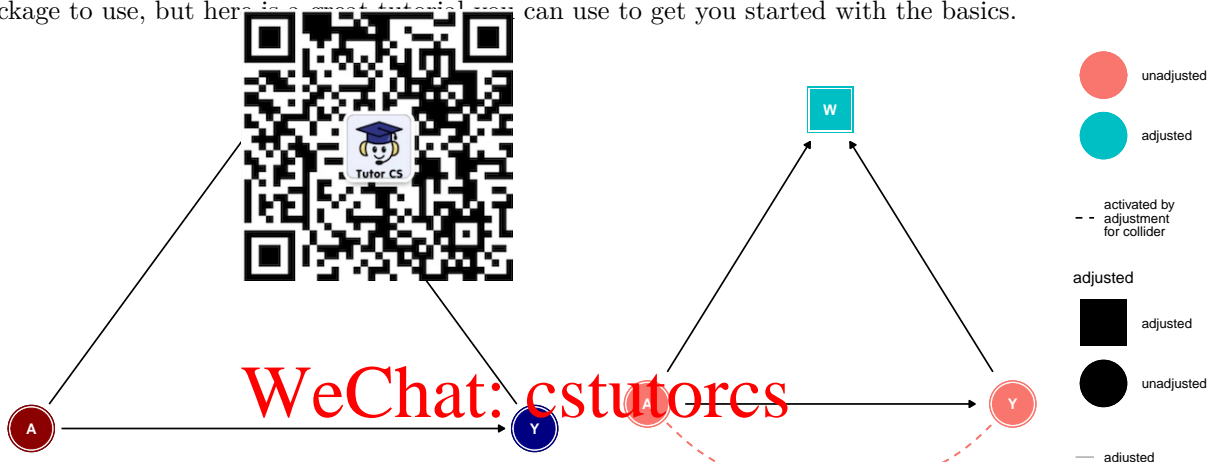 ckage to use, but here is a great tutorial you can use to get you started with the basics.
Tutor CS
W
unadjusted
adjusted
activated by
adjustment
for collider
adjusted
adjusted
unadjusted
WeChat: cstutorcs
A
Y
A
Y
adjusted